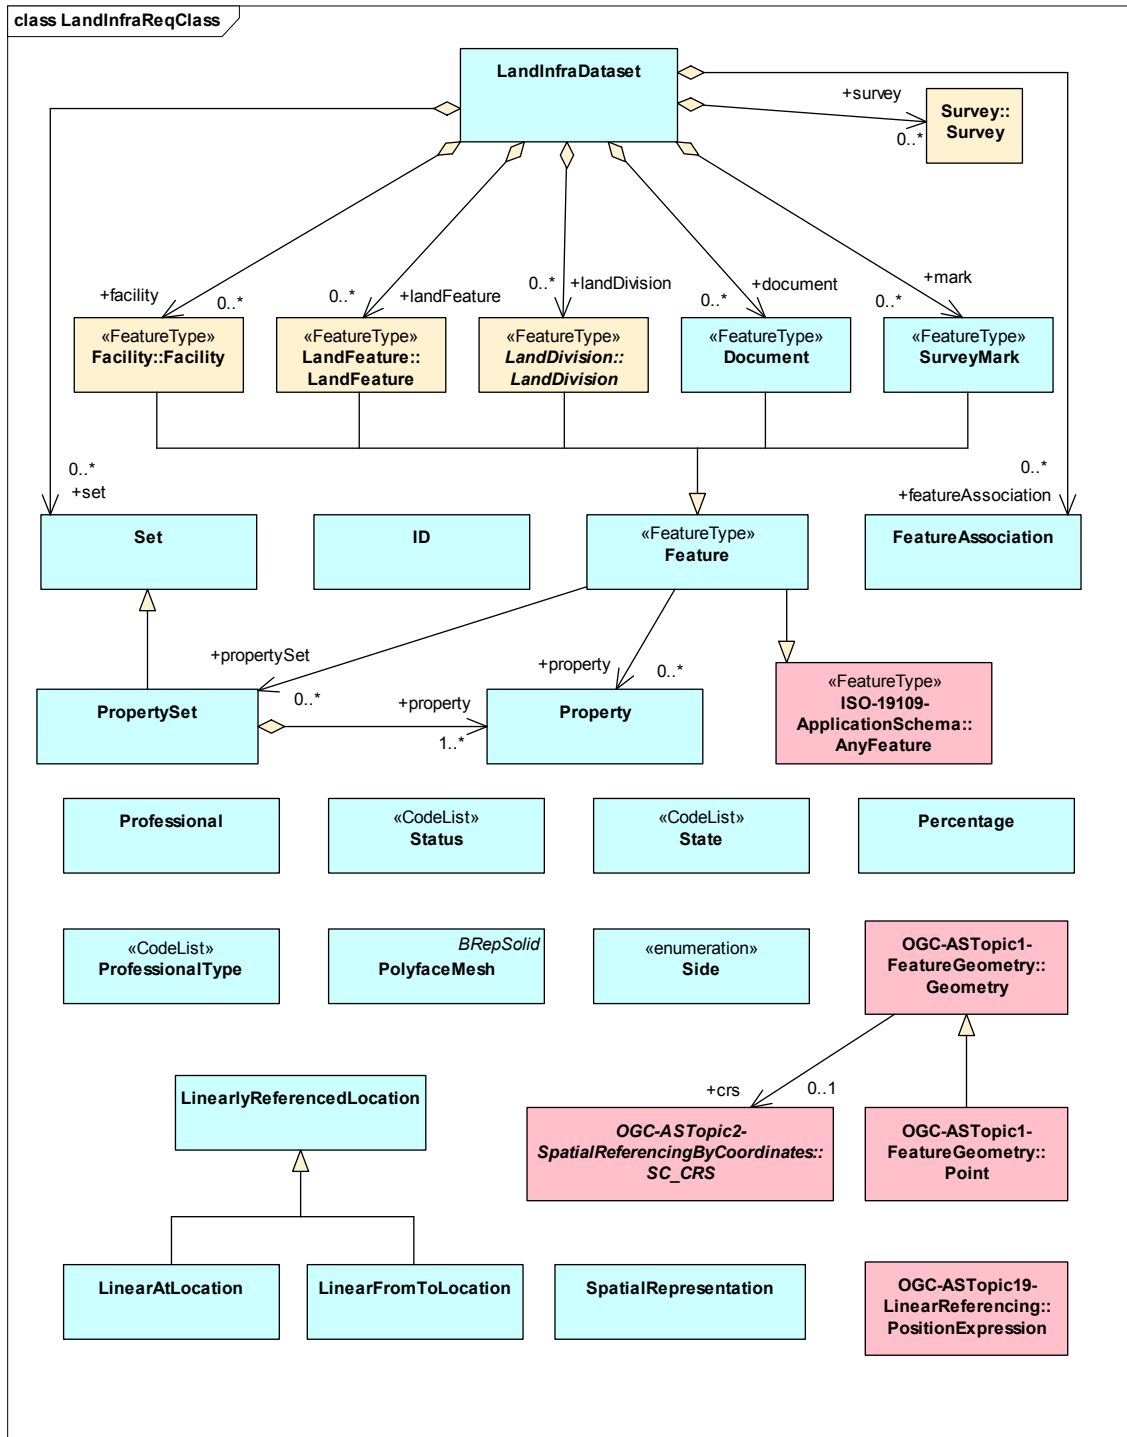 class LandInfraReqClass
LandInfraDataset
+survey
0..*
Survey::
Survey
+facility
0..*
0..*
+landFeature
0..*
+landDivision
+document
0..*
+mark
0..*
«FeatureType»
Facility::Facility
«FeatureType»
LandFeature::
LandFeature
«FeatureType»
LandDivision::
LandDivision
«FeatureType»
Document
«FeatureType»
SurveyMark
0..*
+set
0..*
+featureAssociation
Set
ID
«FeatureType»
Feature
FeatureAssociation
+propertySet
0..*
+property
0..*
PropertySet
+property
1..*
Property
«FeatureType»
ISO-19109-
ApplicationSchema::
AnyFeature
Professional
«CodeList»
Status
«CodeList»
State
Percentage
«CodeList»
ProfessionalType
BRepSolid
PolyfaceMesh
«enumeration»
Side
OGC-ASTopic1-
FeatureGeometry::
Geometry
+crs
0..1
LinearlyReferencedLocation
OGC-ASTopic2-
SpatialReferencingByCoordinates::
SC_CRS
OGC-ASTopic1-
FeatureGeometry::
Point
LinearAtLocation
LinearFromToLocation
SpatialRepresentation
OGC-ASTopic19-
LinearReferencing::
PositionExpression